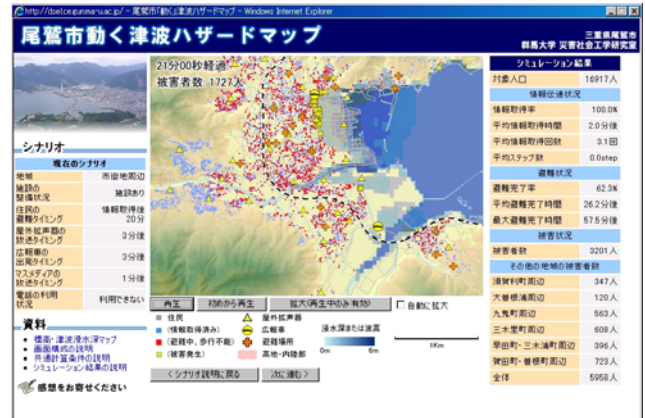 http://dsel.ce.gunma-u.ac.jp/ - 尾鷲市「動く」津波ハザードマップ - Windows Internet Explorer
尾鷲市動く津波ハザードマップ
三重県尾鷲市
群馬大学 災害社会工学研究室
シナリオ
現在のシナリオ
地域 市街地周辺
施設の整備状況 施設あり
住民の避難タイミング 情報取得後20分
屋外拡声器の放送タイミング 3分後
広報車の出発タイミング 3分後
マスメディアの放送タイミング 1分後
電話の利用状況 利用できない
資料
標高・津波浸水深マップ
画面構成の説明
共通計算条件の説明
シミュレーション結果の説明
感想をお寄せください
21分00秒経過
被害者数: 1727人
再生
初めから再生
拡大(再生中のみ有効)
自動に拡大
住民
(情報取得済み)
(避難中、歩行不能)
(被害発生)
屋外拡声器
広報車
避難場所
高地・内陸部
浸水深または波高
0m 6m
1Km
<シナリオ説明に戻る
次に進む>
シミュレーション結果
対象人口 16917人
情報伝達状況
情報取得率 100.0%
平均情報取得時間 2.0分後
平均情報取得回数 3.1回
平均ステップ数 0.0step
避難状況
避難完了率 62.3%
平均避難完了時間 26.2分後
最大避難完了時間 57.5分後
被害状況
被害者数 3201人
その他の地域の被害者数
須賀利町周辺 347人
大曽根浦周辺 120人
九鬼町周辺 563人
三木里町周辺 608人
早田町・三木浦町周辺 396人
賀田町・曽根町周辺 723人
全体 5958人